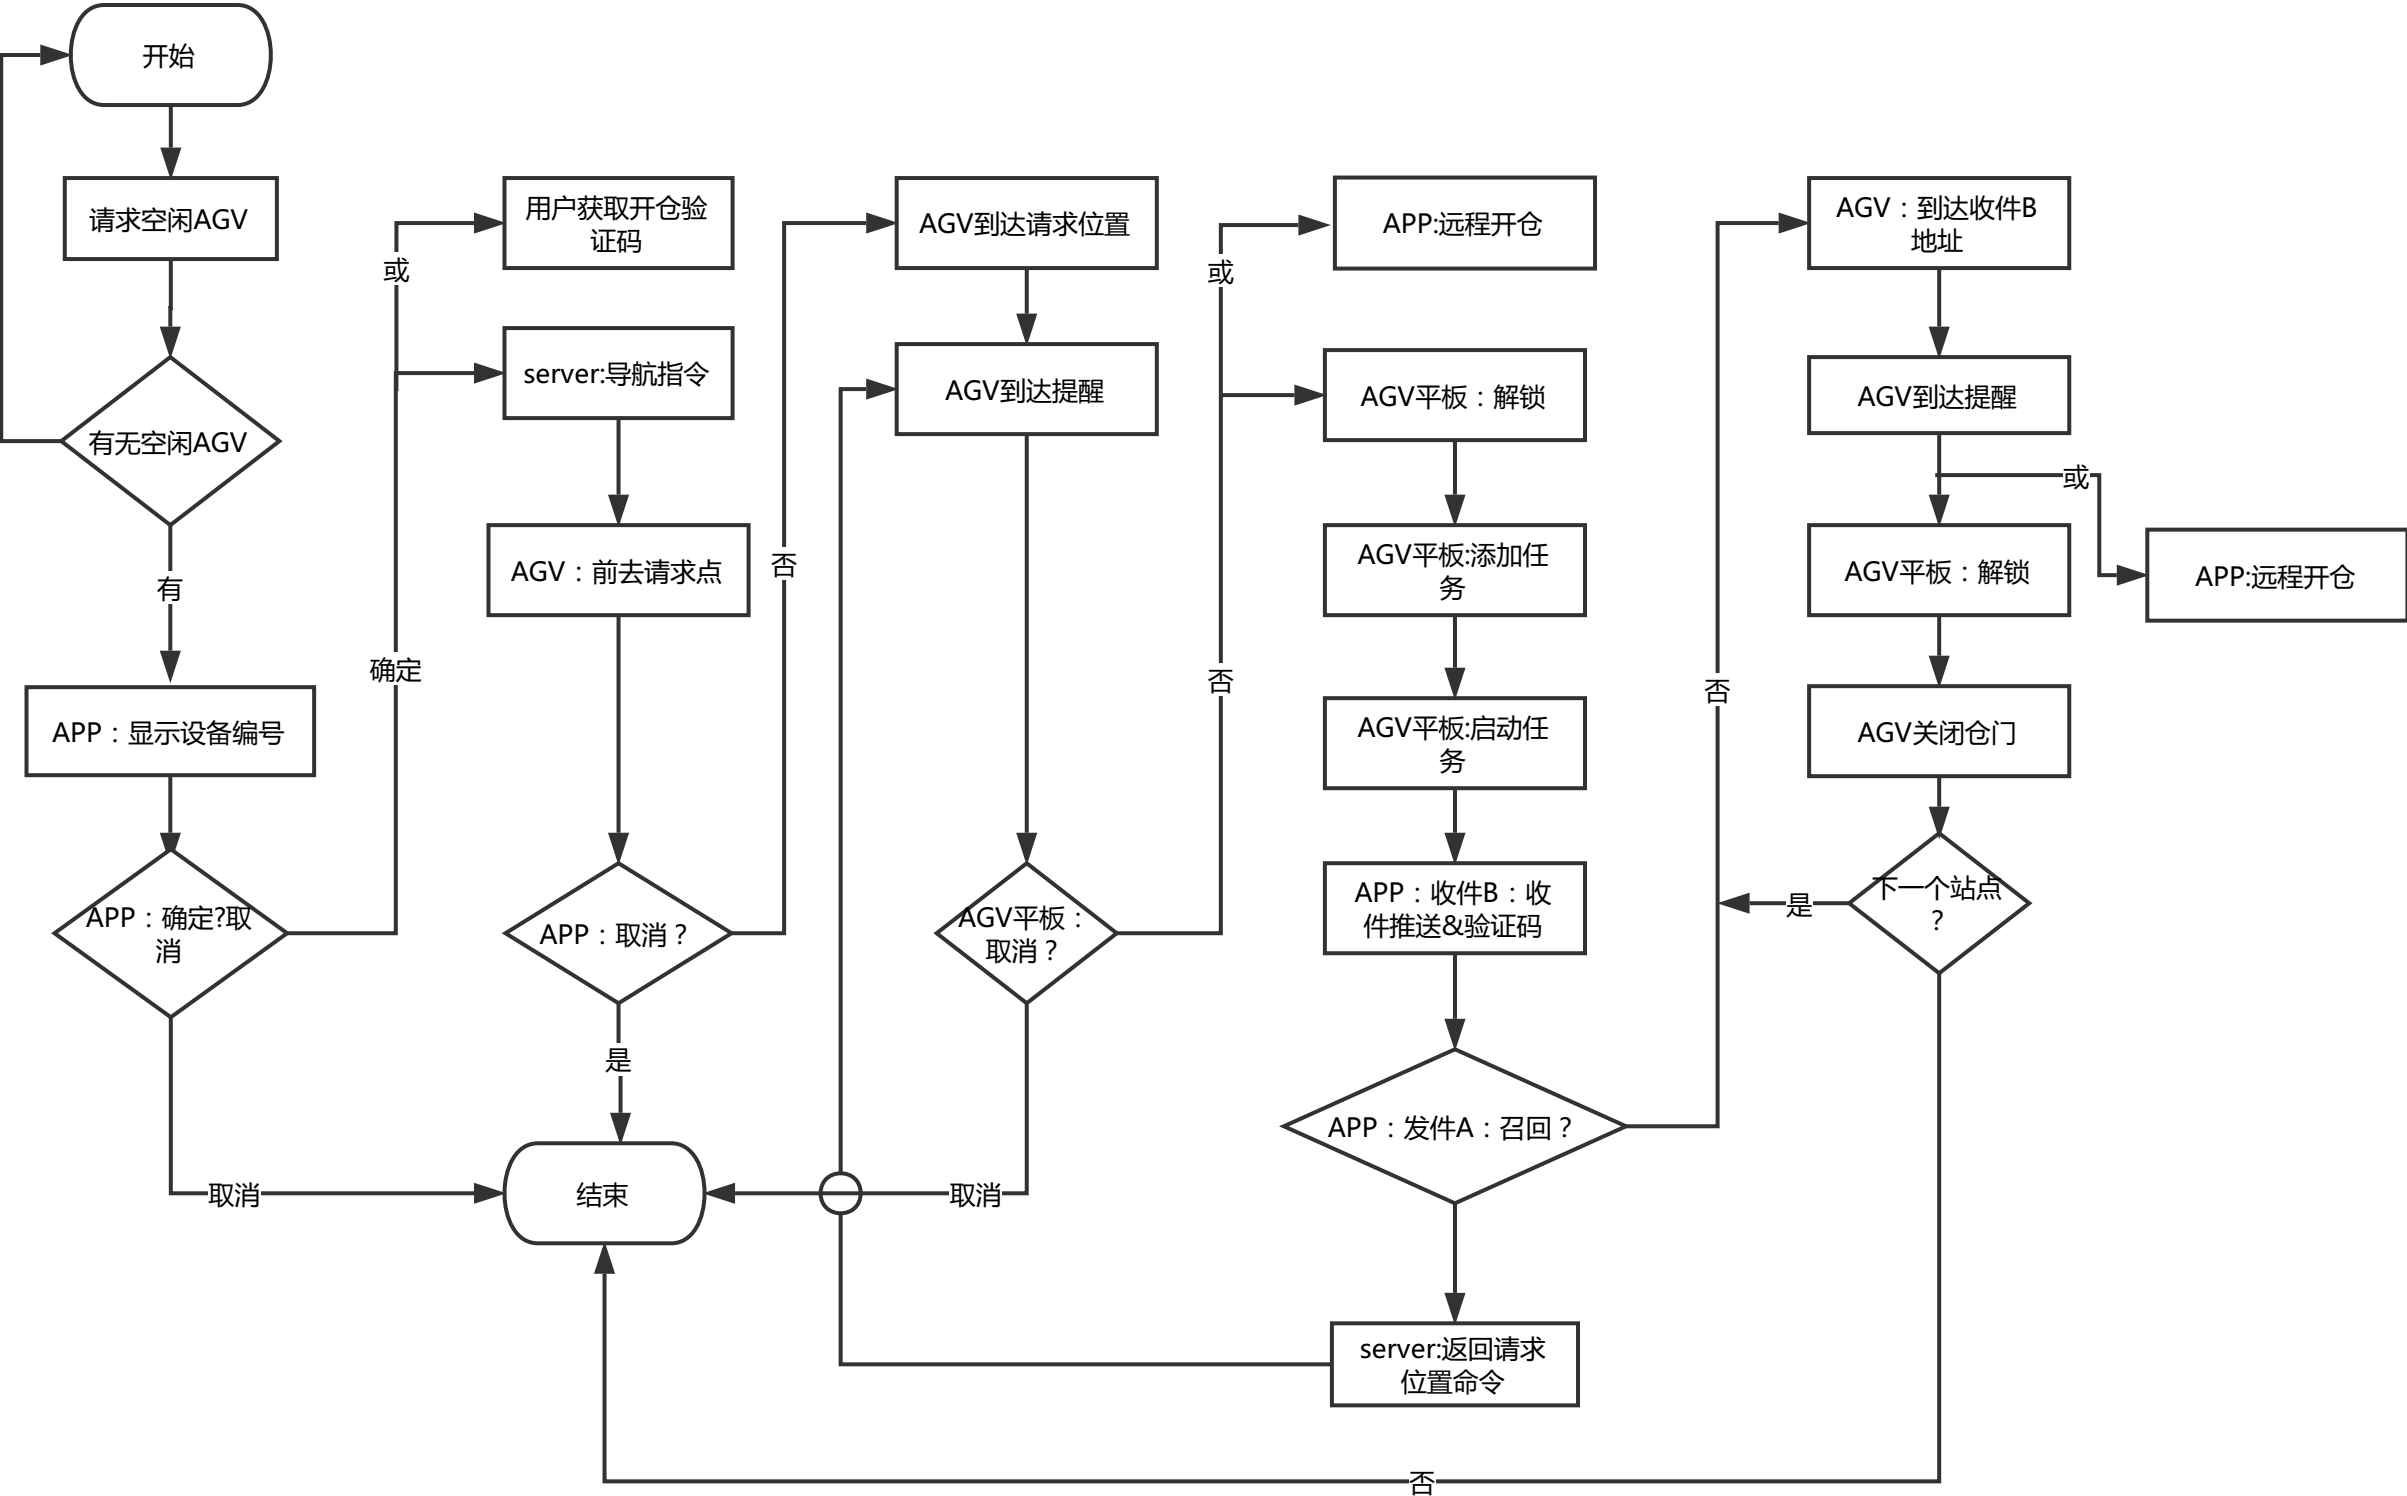 开始
请求空闲AGV
有无空闲AGV
有
APP：显示设备编号
APP：确定?取
消
取消
确定
或
用户获取开仓验
证码
server:导航指令
AGV：前去请求点
APP：取消？
是
结束
否
AGV到达请求位置
AGV到达提醒
AGV平板：
取消？
取消
否
或
APP:远程开仓
AGV平板：解锁
AGV平板:添加任
务
AGV平板:启动任
务
APP：收件B：收
件推送&验证码
APP：发件A：召回？
server:返回请求
位置命令
否
AGV：到达收件B
地址
AGV到达提醒
或
AGV平板：解锁
APP:远程开仓
AGV关闭仓门
下一个站点
？
是
否